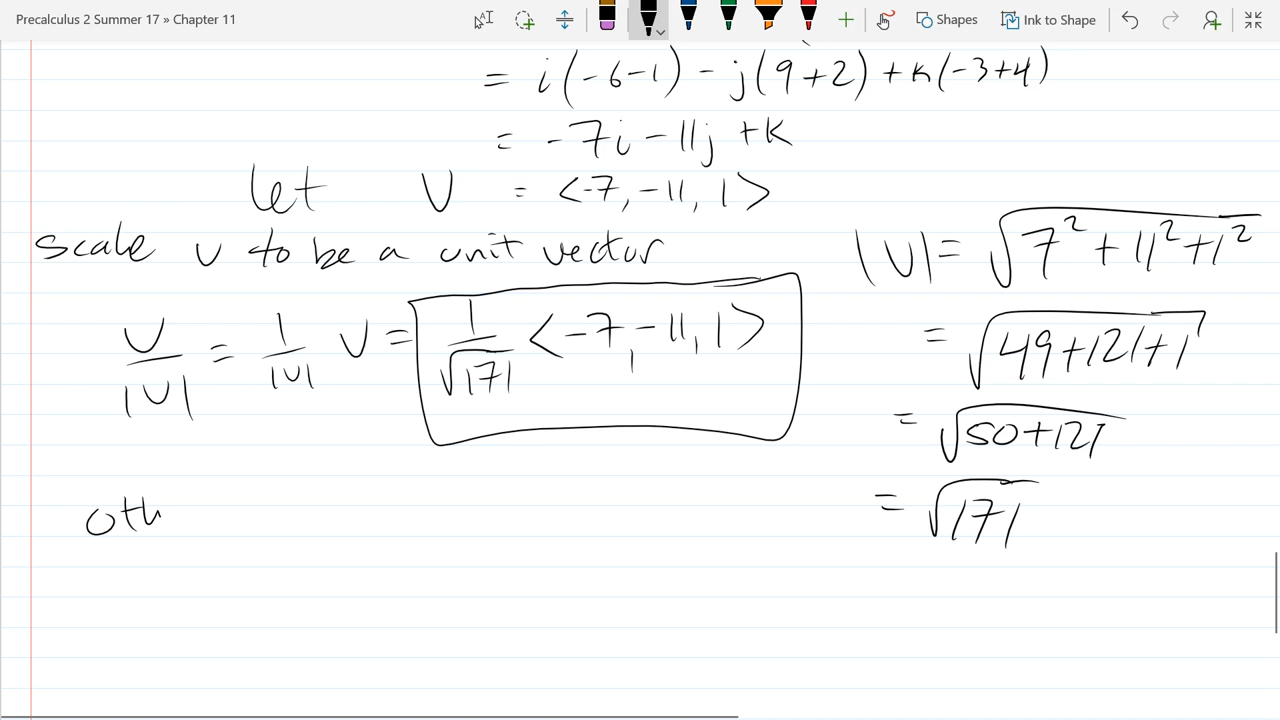 Precalculus 2 Summer 17 » Chapter 11
Shapes
Ink to Shape
= i(-6-1) - j(9+2) + k(-3+4)
= -7i - 11j + k
let v = <-7, -11, 1>
Scale v to be a unit vector
|v| = √(7² + 11² + 1²)
= √(49+121+1)
= √(50+121)
= √171
v/|v| = 1/|v| v = 1/√171 <-7, -11, 1>
oth